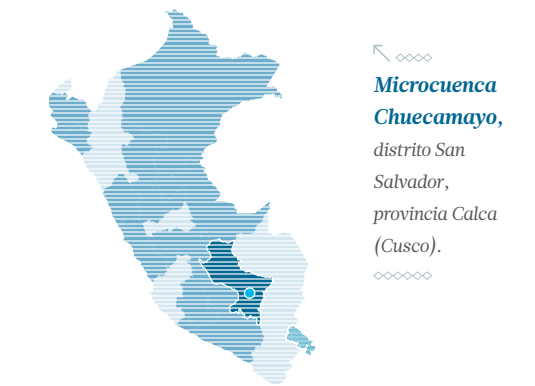 Microcuenca
Chuecamayo,
distrito San
Salvador,
provincia Calca
(Cusco).